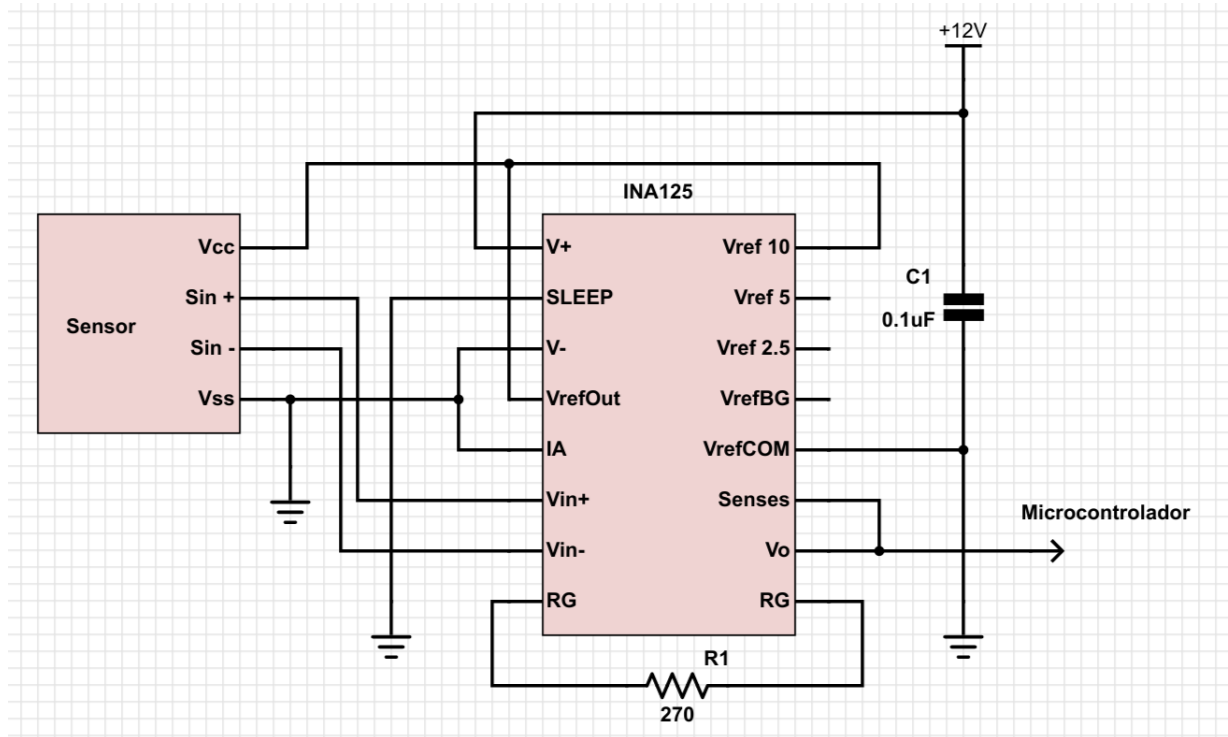 +12V
INA125
Vcc
Sin +
Sin -
Vss
Sensor
V+
SLEEP
V-
VrefOut
IA
Vin+
Vin-
RG
Vref 10
Vref 5
Vref 2.5
VrefBG
VrefCOM
Senses
Vo
RG
C1
0.1uF
Microcontrolador
R1
270